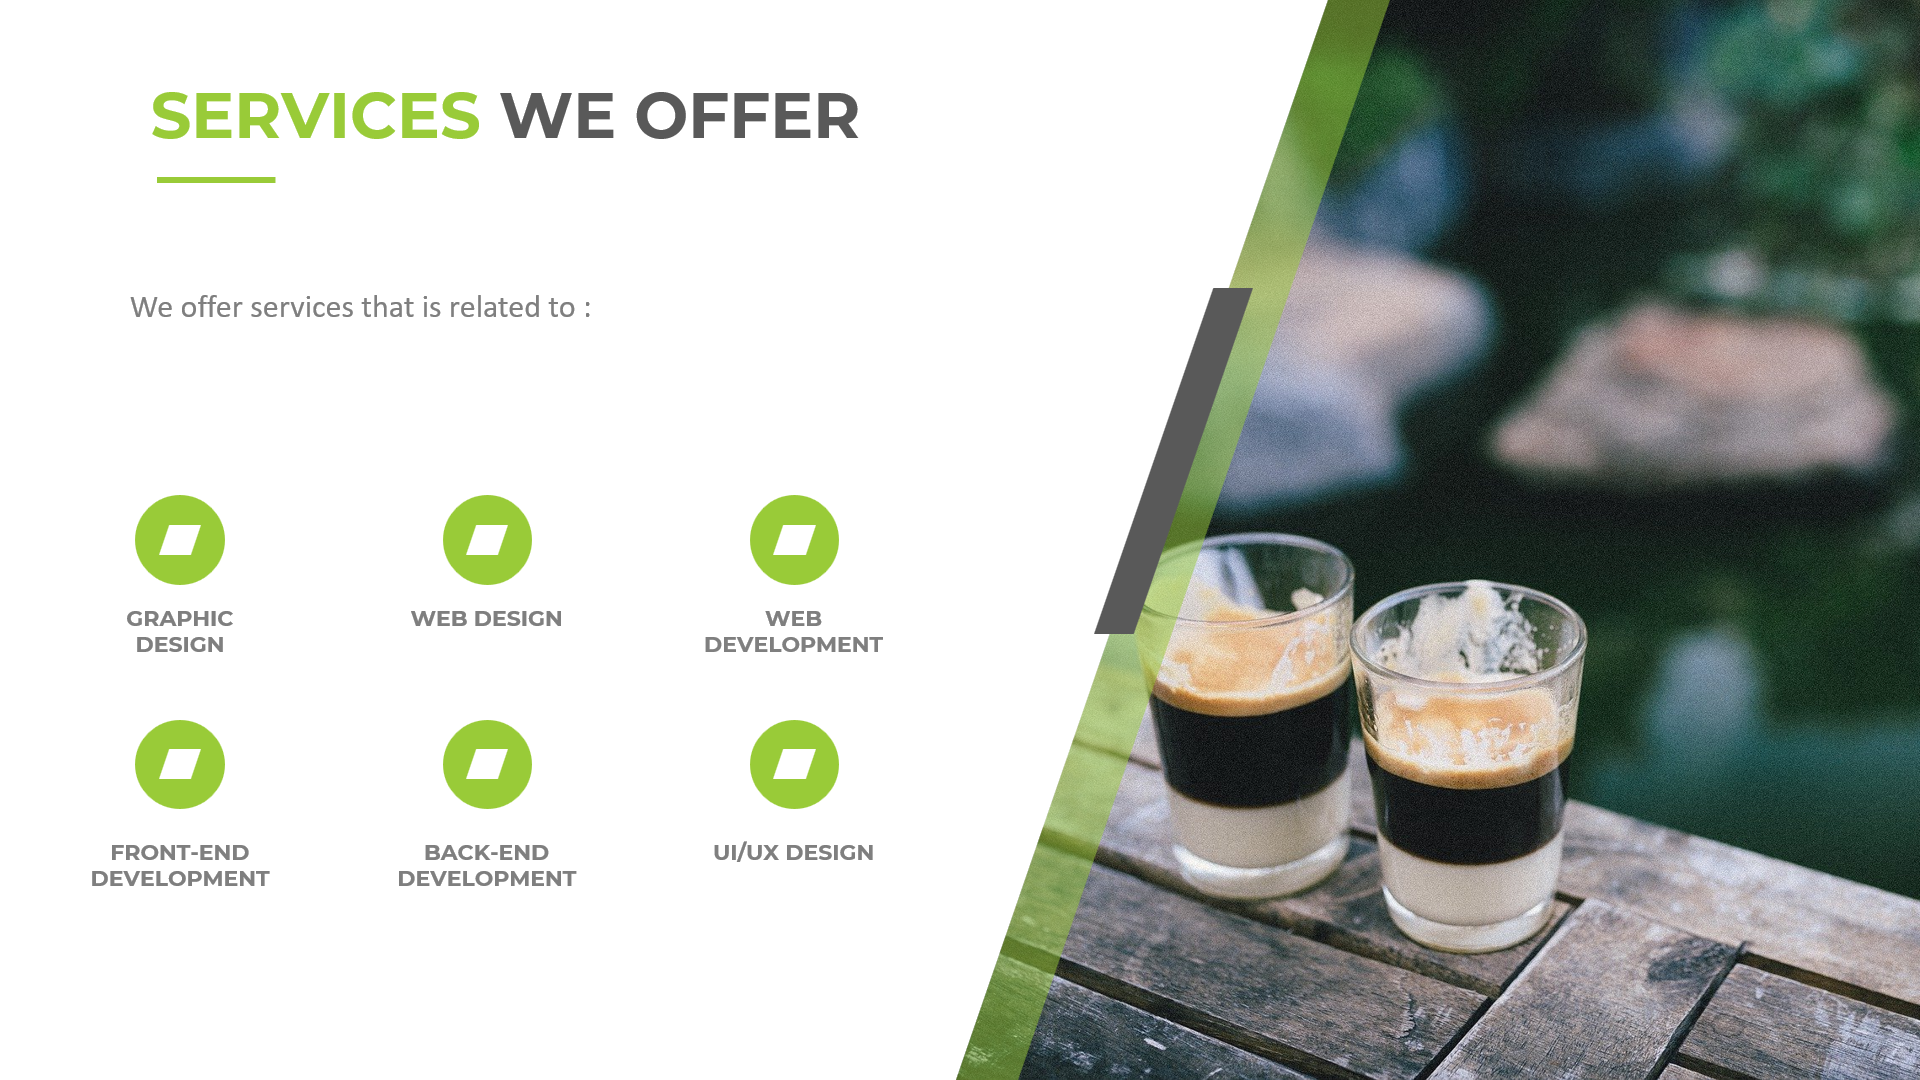 SERVICES WE OFFER
We offer services that is related to :
GRAPHIC
DESIGN
WEB DESIGN
WEB
DEVELOPMENT
FRONT-END
DEVELOPMENT
BACK-END
DEVELOPMENT
UI/UX DESIGN